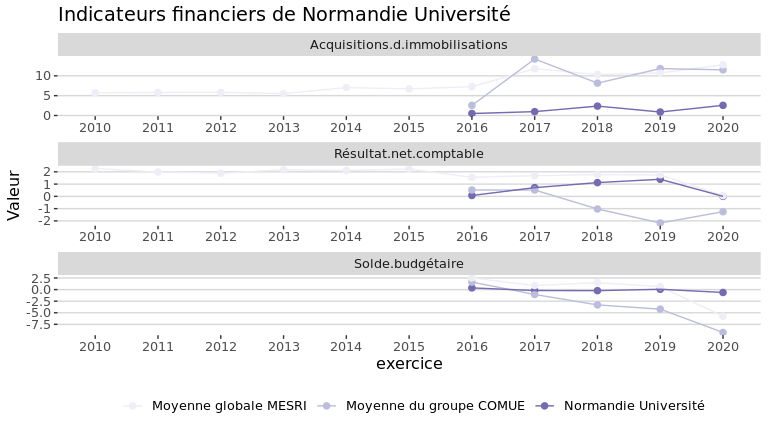 Indicateurs financiers de Normandie Université
Acquisitions.d.immobilisations
10
5
0
2010 2011 2012 2013 2014 2015 2016 2017 2018 2019 2020
Résultat.net.comptable
2
1
0
-1
-2
2010 2011 2012 2013 2014 2015 2016 2017 2018 2019 2020
Valeur
Solde.budgétaire
2.5
0.0
-2.5
-5.0
-7.5
2010 2011 2012 2013 2014 2015 2016 2017 2018 2019 2020
exercice
Moyenne globale MESRI Moyenne du groupe COMUE Normandie Université